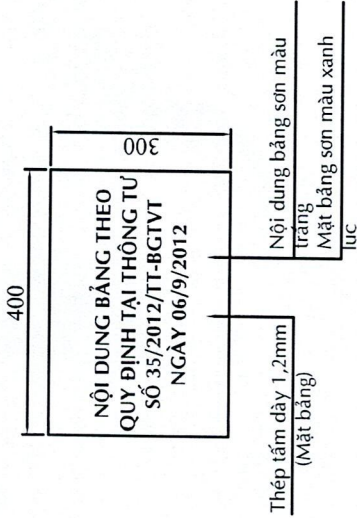 400
300
NỘI DUNG BẢNG THEO
QUY ĐỊNH TẠI THÔNG TƯ
SỐ 35/2012/TT-BGTVT
NGÀY 06/9/2012
Thép tấm dày 1,2mm
(Mặt bảng)
Nội dung bảng sơn màu
trắng
Mặt bảng sơn màu xanh
lục